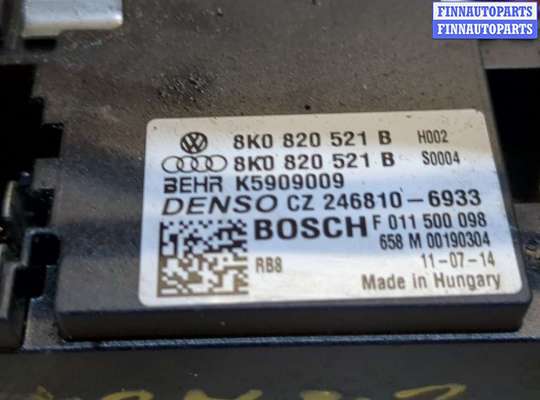 FINNAUTOPARTS
FINNAUTOPARTS
8K0 820 521 B H002
8K0 820 521 B S0004
BEHR K5909009
DENSO CZ 246810-6933
BOSCH F 011 500 098
658 M 00190304
RB8 11-07-14
Made in Hungary